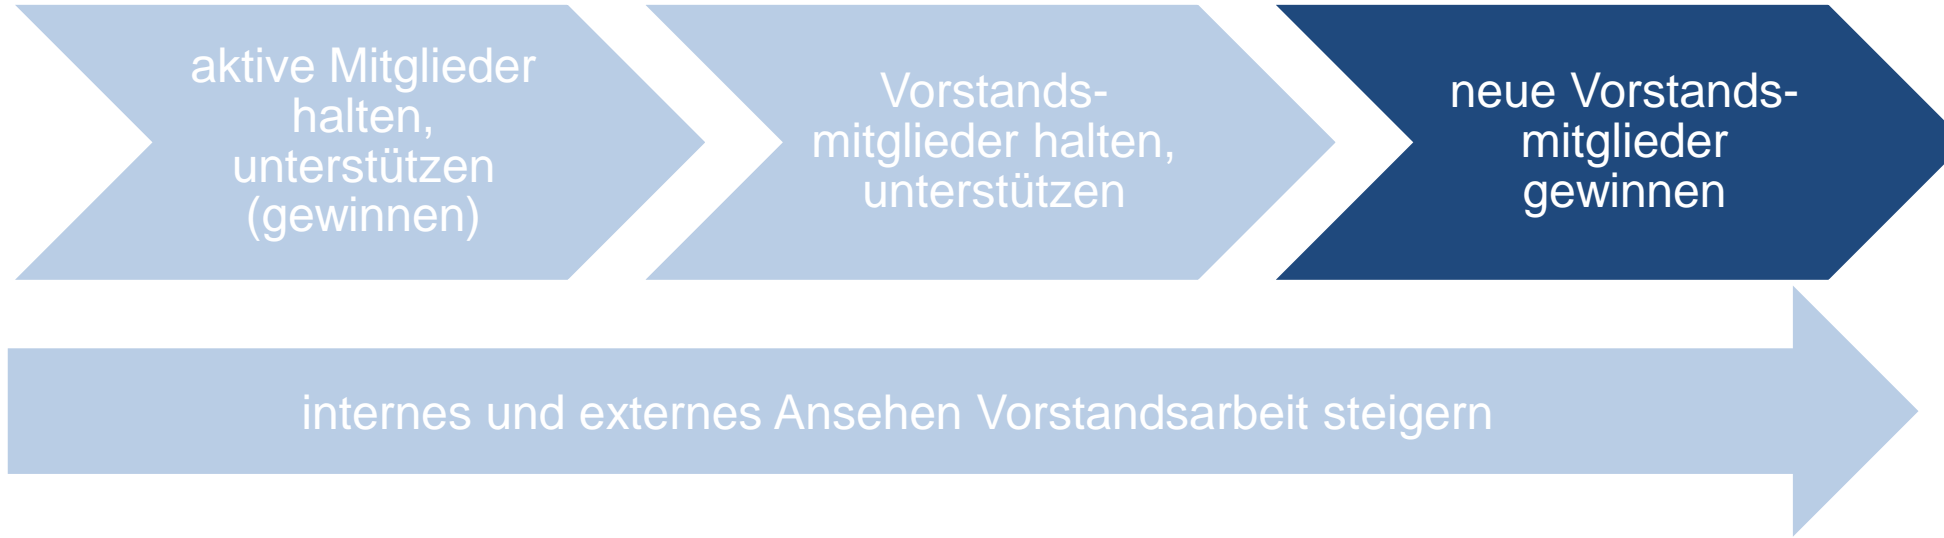 aktive Mitglieder
halten,
unterstützen
(gewinnen)
Vorstands-
mitglieder halten,
unterstützen
neue Vorstands-
mitglieder
gewinnen
internes und externes Ansehen Vorstandsarbeit steigern